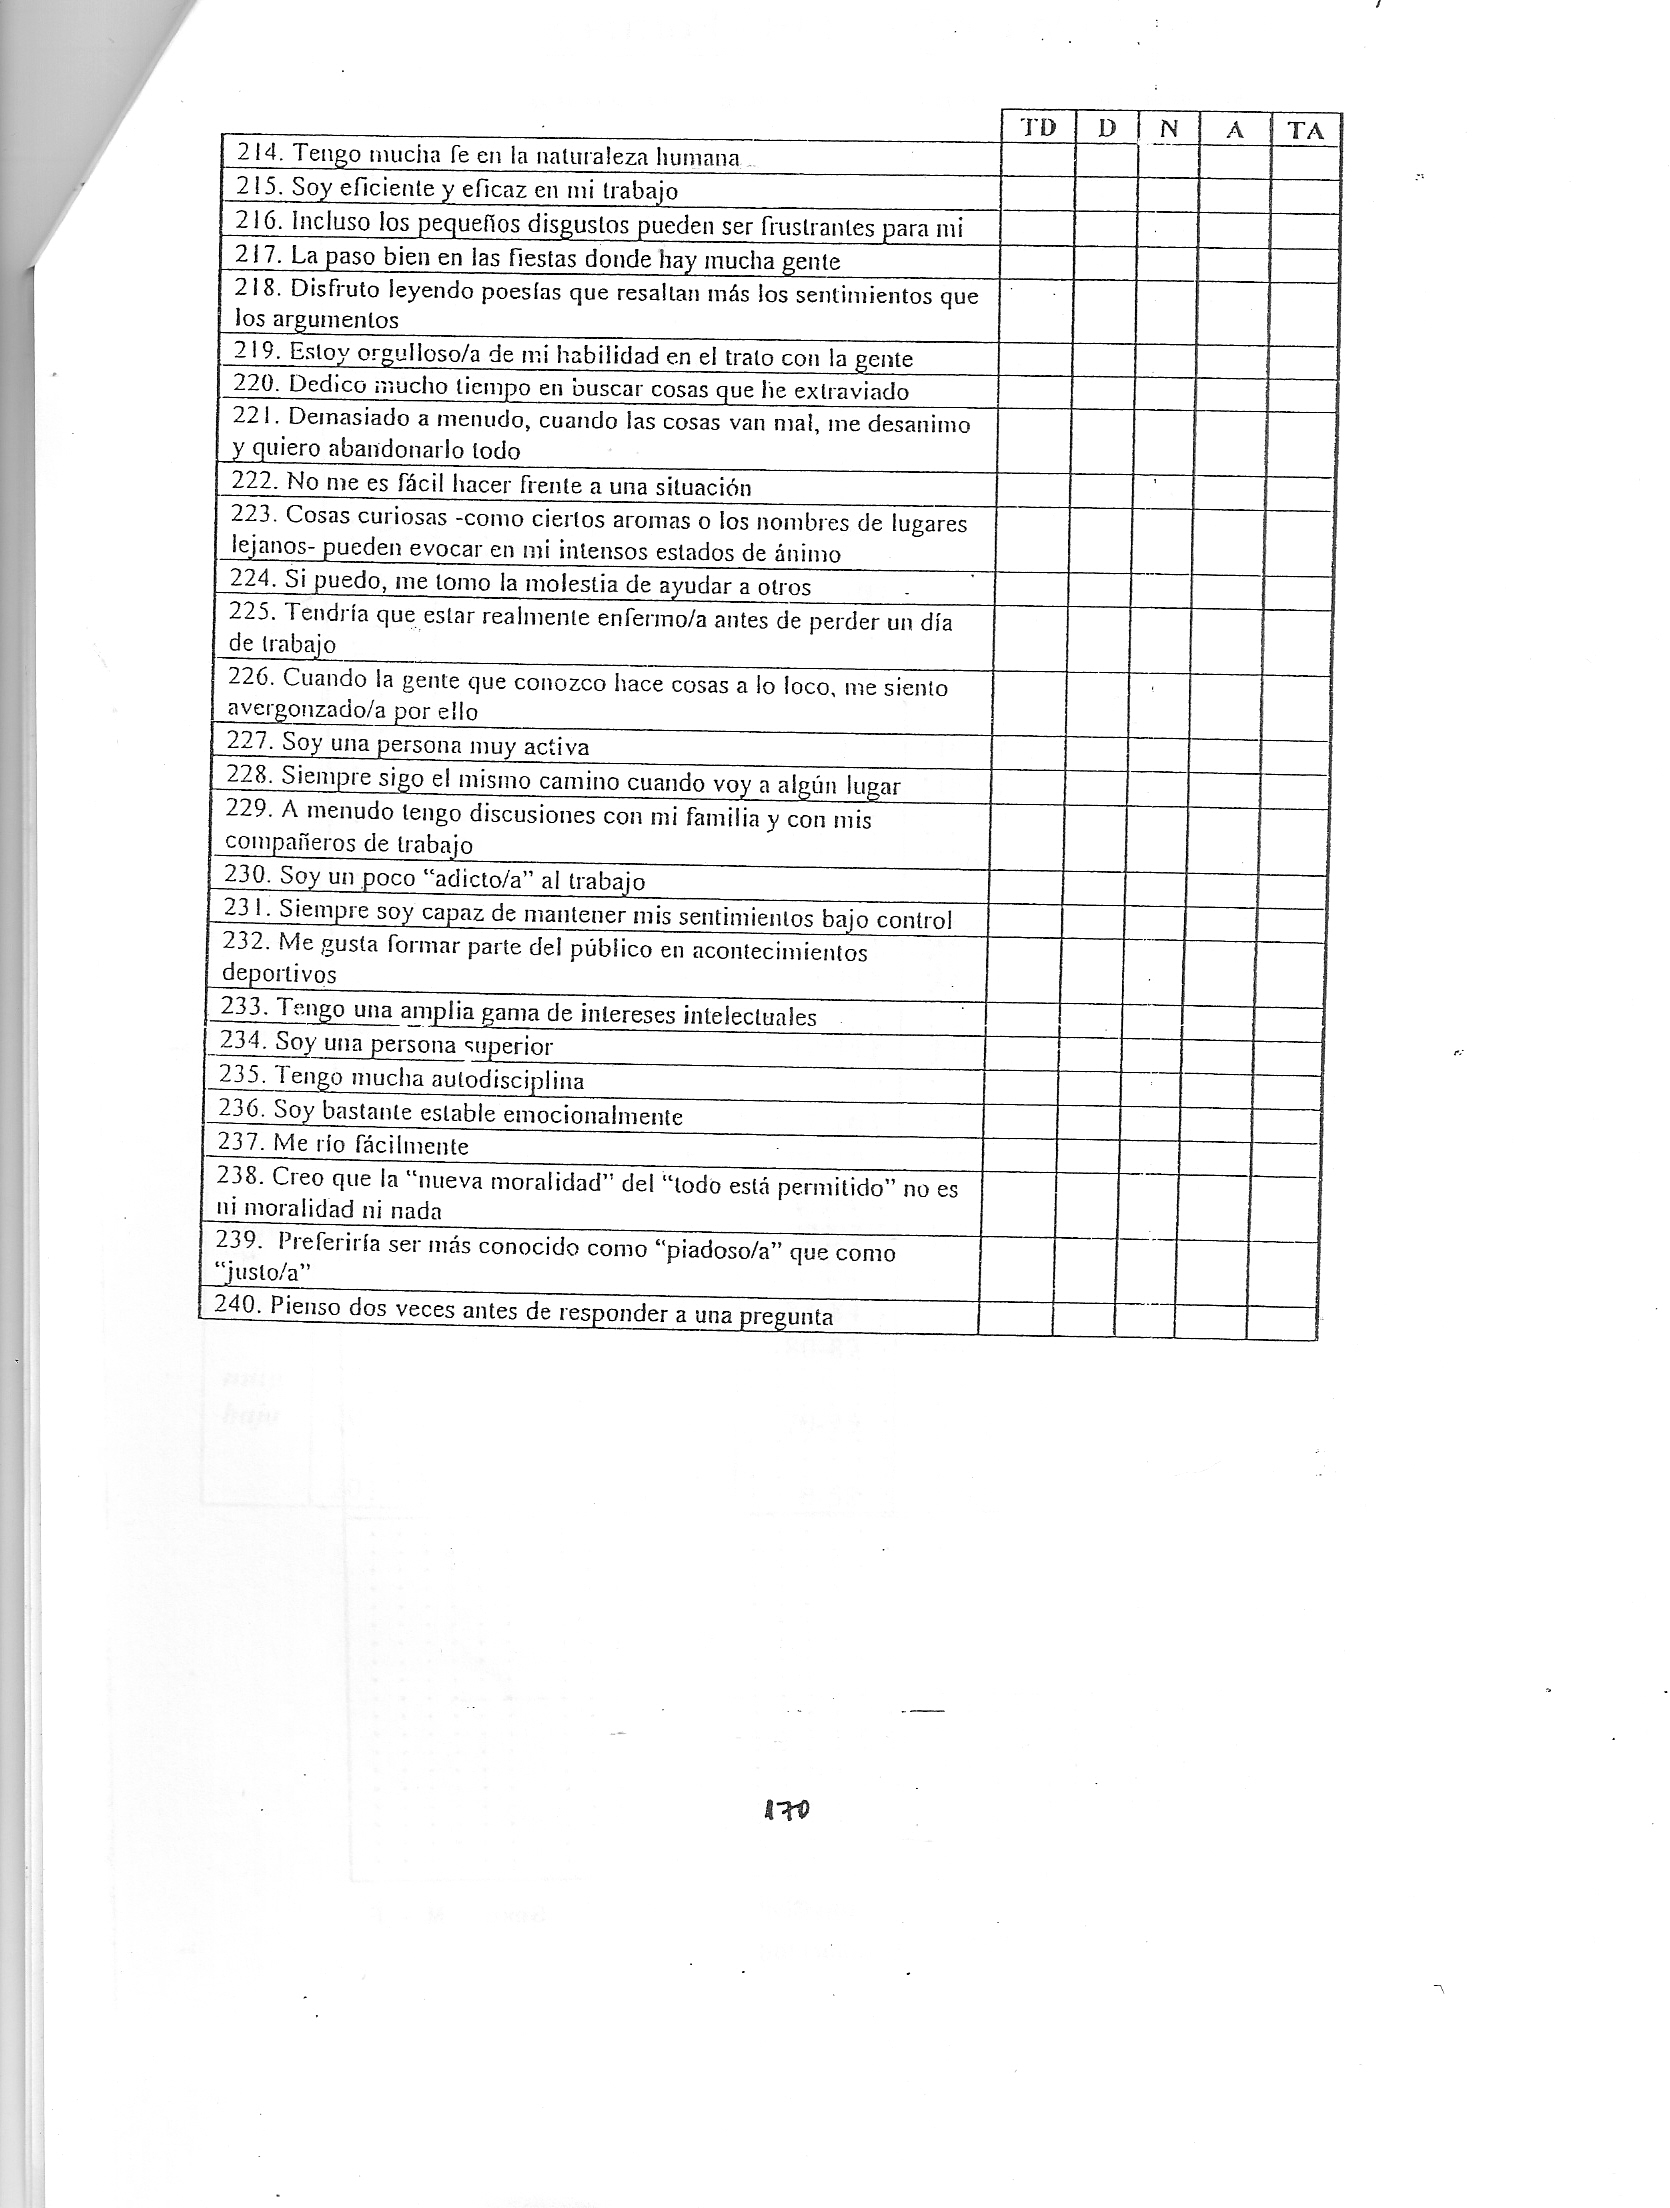 TD D N A TA
214. Tengo mucha fe en la naturaleza humana
215. Soy eficiente y eficaz en mi trabajo
216. Incluso los pequeños disgustos pueden ser frustrantes para mi
217. La paso bien en las fiestas donde hay mucha gente
218. Disfruto leyendo poesías que resaltan más los sentimientos que
los argumentos
219. Estoy orgulloso/a de mi habilidad en el trato con la gente
220. Dedico mucho tiempo en buscar cosas que he extraviado
221. Demasiado a menudo, cuando las cosas van mal, me desanimo
y quiero abandonarlo todo
222. No me es fácil hacer frente a una situación
223. Cosas curiosas -como ciertos aromas o los nombres de lugares
lejanos- pueden evocar en mi intensos estados de ánimo
224. Si puedo, me tomo la molestia de ayudar a otros
225. Tendría que estar realmente enfermo/a antes de perder un día
de trabajo
226. Cuando la gente que conozco hace cosas a lo loco, me siento
avergonzado/a por ello
227. Soy una persona muy activa
228. Siempre sigo el mismo camino cuando voy a algún lugar
229. A menudo tengo discusiones con mi familia y con mis
compañeros de trabajo
230. Soy un poco “adicto/a” al trabajo
231. Siempre soy capaz de mantener mis sentimientos bajo control
232. Me gusta formar parte del público en acontecimientos
deportivos
233. Tengo una amplia gama de intereses intelectuales
234. Soy una persona superior
235. Tengo mucha autodisciplina
236. Soy bastante estable emocionalmente
237. Me río fácilmente
238. Creo que la “nueva moralidad” del “todo está permitido” no es
ni moralidad ni nada
239. Preferiría ser más conocido como “piadoso/a” que como
“justo/a”
240. Pienso dos veces antes de responder a una pregunta
170